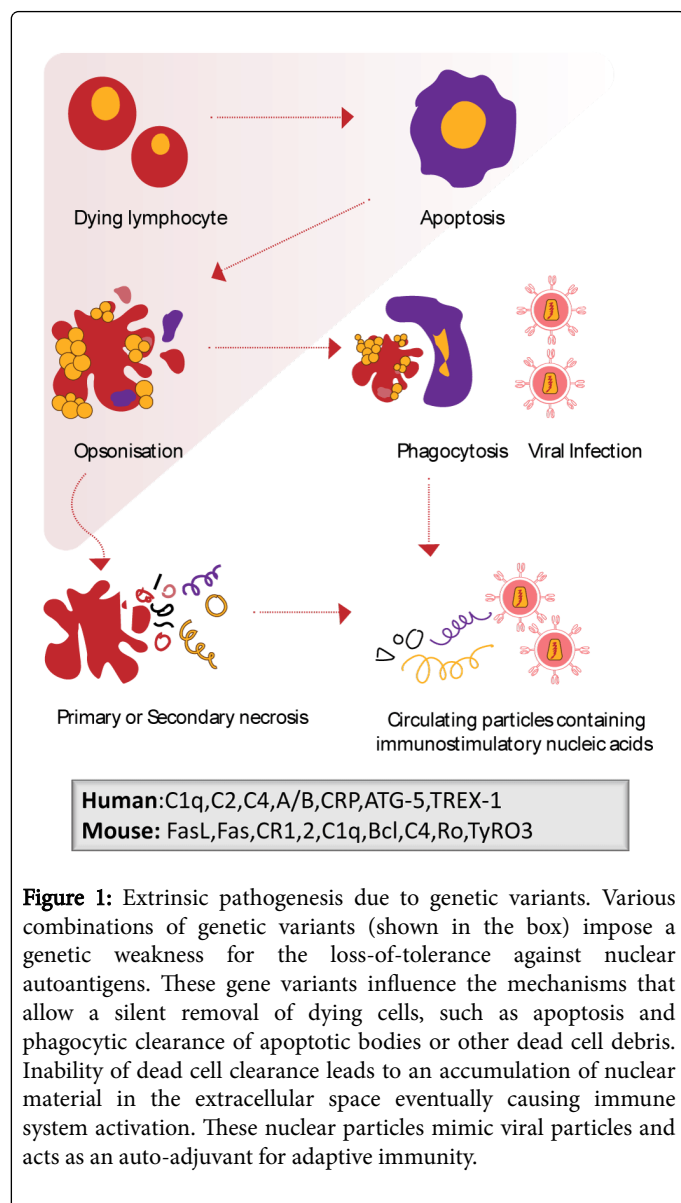 Dying lymphocyte
Apoptosis
Opsonisation
Phagocytosis
Viral Infection
Primary or Secondary necrosis
Circulating particles containing
immunostimulatory nucleic acids
Human:C1q,C2,C4,A/B,CRP,ATG-5,TREX-1
Mouse: FasL,Fas,CR1,2,C1q,Bcl,C4,Ro,TyRO3
Figure 1: Extrinsic pathogenesis due to genetic variants. Various
combinations of genetic variants (shown in the box) impose a
genetic weakness for the loss-of-tolerance against nuclear
autoantigens. These gene variants influence the mechanisms that
allow a silent removal of dying cells, such as apoptosis and
phagocytic clearance of apoptotic bodies or other dead cell debris.
Inability of dead cell clearance leads to an accumulation of nuclear
material in the extracellular space eventually causing immune
system activation. These nuclear particles mimic viral particles and
acts as an auto-adjuvant for adaptive immunity.